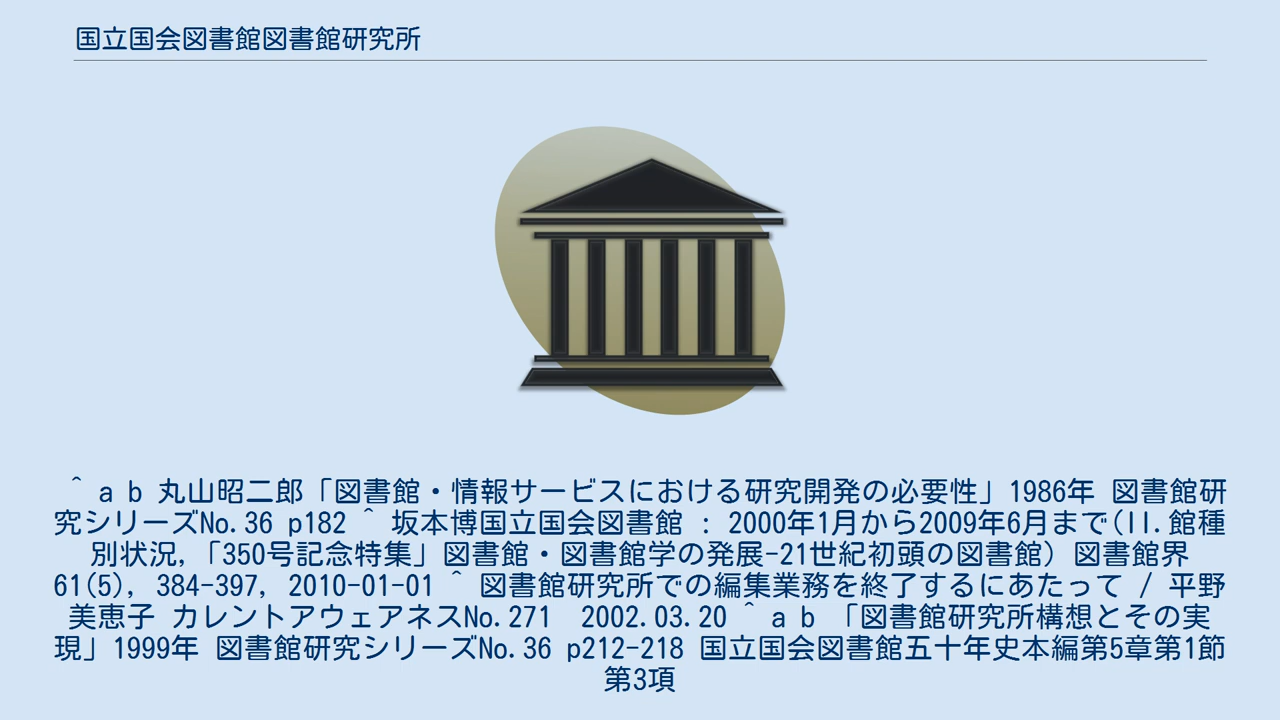 国立国会図書館図書館研究所
^ a b 丸山昭二郎「図書館・情報サービスにおける研究開発の必要性」1986年 図書館研
究シリーズNo.36 p182 ^ 坂本博国立国会図書館 : 2000年1月から2009年6月まで(II.館種
別状況,「350号記念特集」図書館・図書館学の発展-21世紀初頭の図書館) 図書館界
61(5), 384-397, 2010-01-01 ^ 図書館研究所での編集業務を終了するにあたって / 平野
美恵子 カレントアウェアネスNo.271　2002.03.20 ^ a b 「図書館研究所構想とその実
現」1999年 図書館研究シリーズNo.36 p212-218 国立国会図書館五十年史本編第5章第1節
第3項